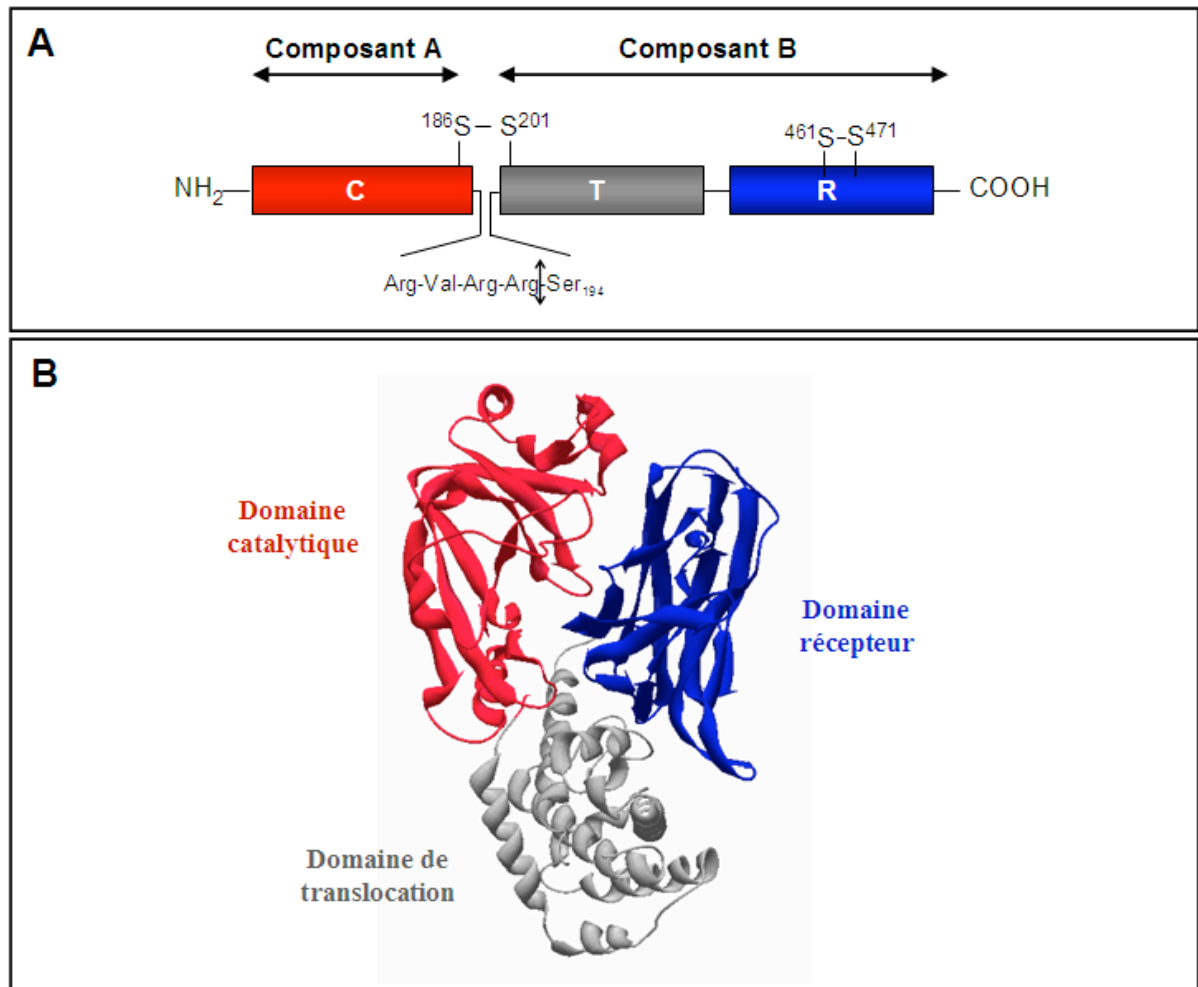 A
Composant A
Composant B
¹⁸⁶S – S²⁰¹
⁴⁶¹S-S⁴⁷¹
NH₂
C
T
R
COOH
Arg-Val-Arg-Arg-Ser₁₉₄
B
Domaine
catalytique
Domaine
récepteur
Domaine de
translocation